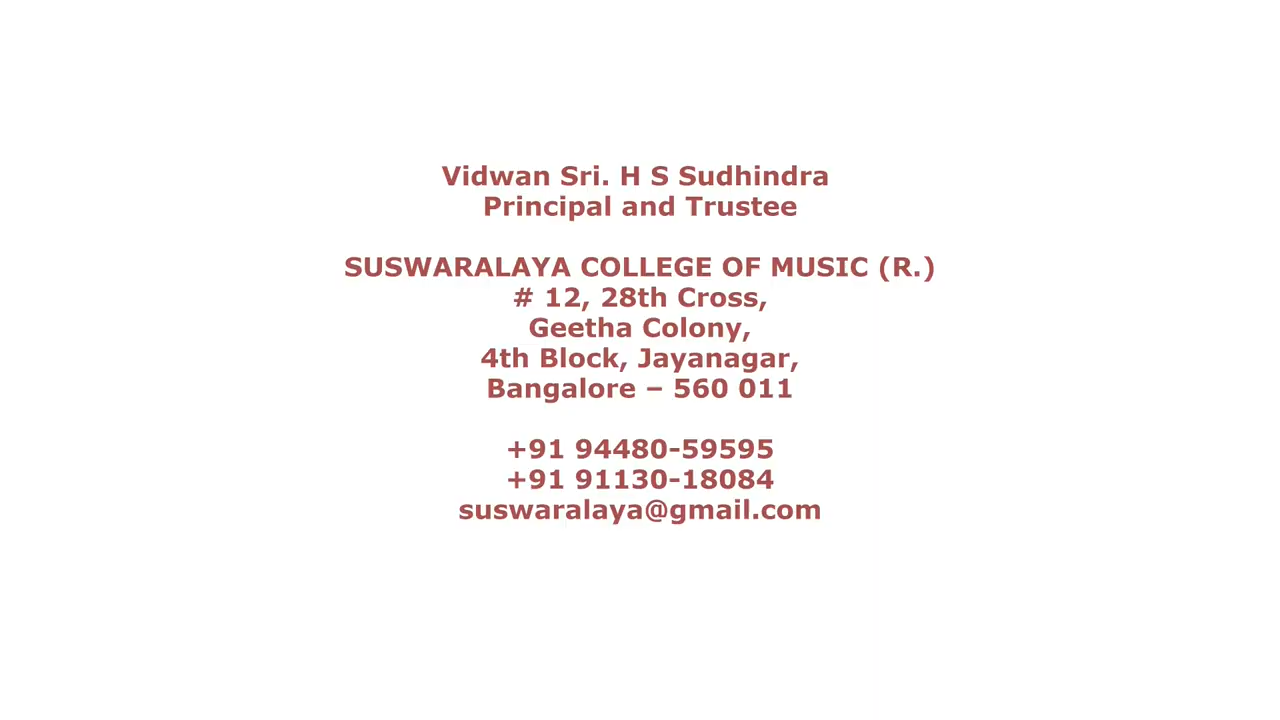 Vidwan Sri. H S Sudhindra
Principal and Trustee
SUSWARALAYA COLLEGE OF MUSIC (R.)
# 12, 28th Cross,
Geetha Colony,
4th Block, Jayanagar,
Bangalore – 560 011
+91 94480-59595
+91 91130-18084
suswaralaya@gmail.com